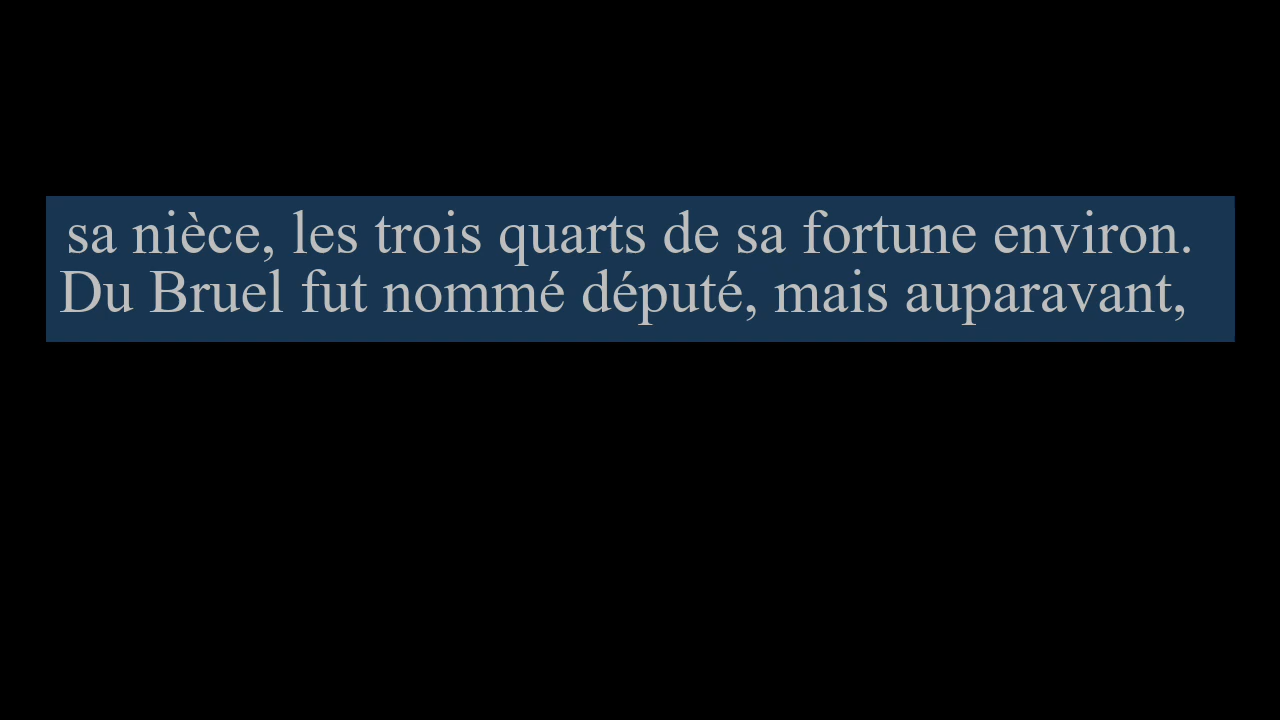 sa nièce, les trois quarts de sa fortune environ.
Du Bruel fut nommé député, mais auparavant,